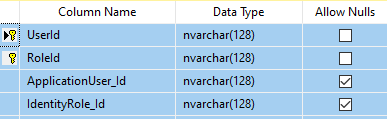 Column Name Data Type Allow Nulls
UserId nvarchar(128)
RoleId nvarchar(128)
ApplicationUser_Id nvarchar(128)
IdentityRole_Id nvarchar(128)